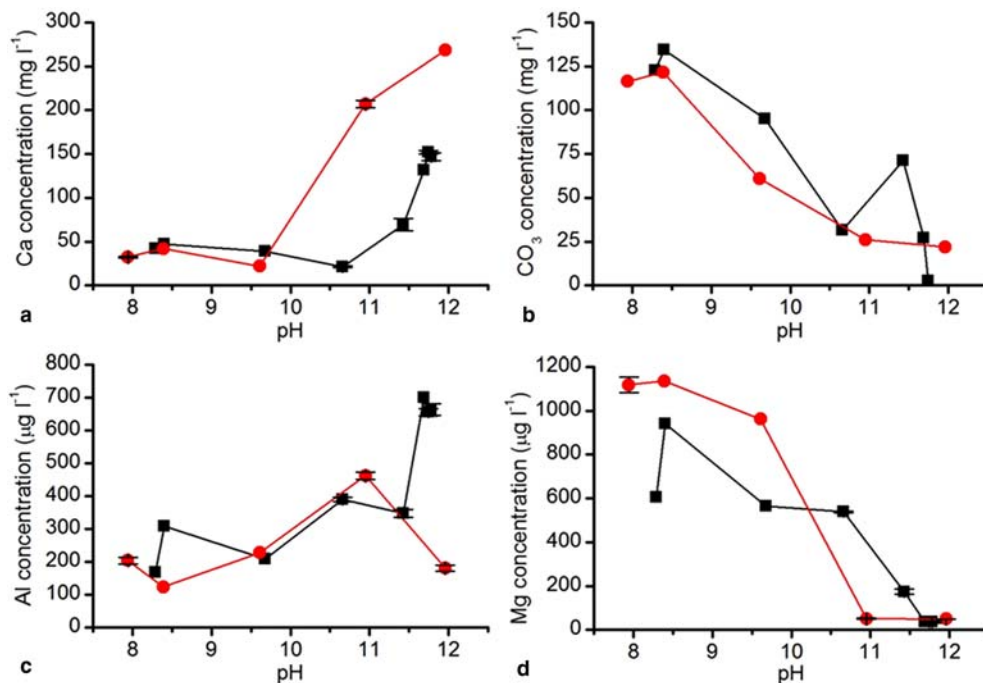 300
250
200
150
100
50
0
Ca concentration (mg l⁻¹)
8 9 10 11 12
pH
a
150
125
100
75
50
25
0
CO₃ concentration (mg l⁻¹)
8 9 10 11 12
pH
b
800
700
600
500
400
300
200
100
0
Al concentration (µg l⁻¹)
8 9 10 11 12
pH
c
1200
1000
800
600
400
200
0
Mg concentration (µg l⁻¹)
8 9 10 11 12
pH
d